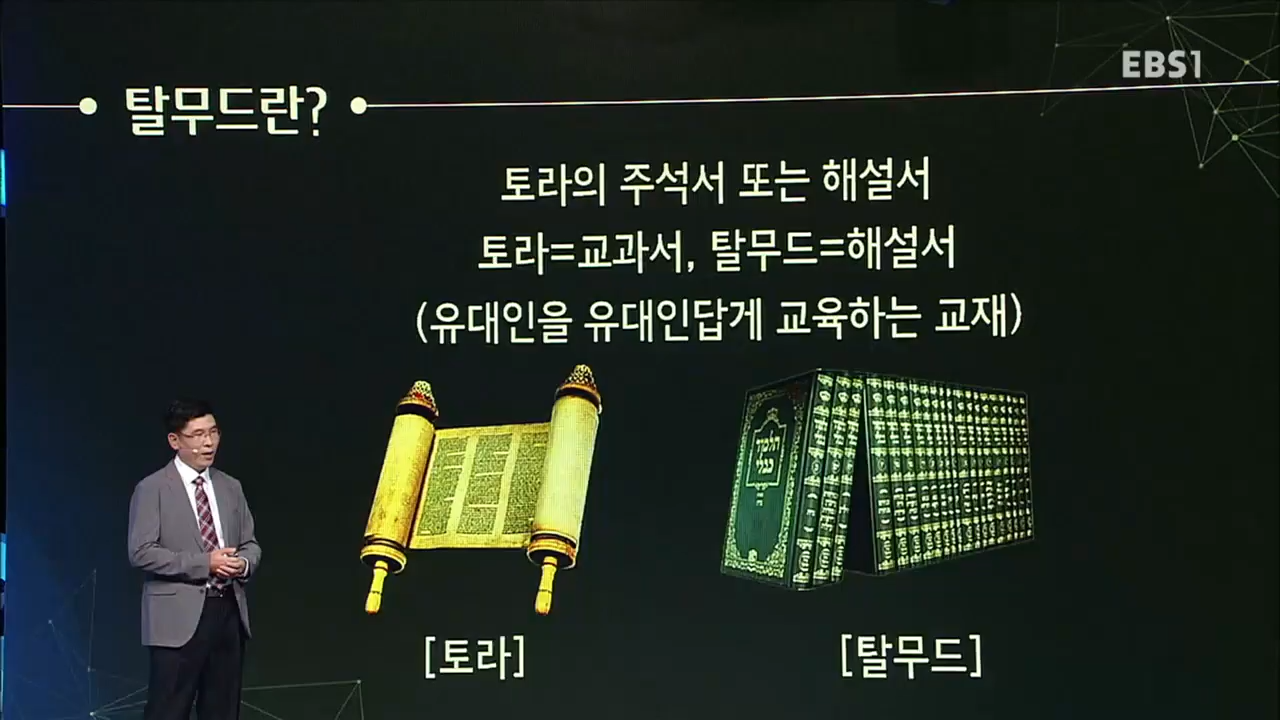 EBS1
탈무드란?
토라의 주석서 또는 해설서
토라=교과서, 탈무드=해설서
(유대인을 유대인답게 교육하는 교재)
תלמוד
בבלי
[토라]
[탈무드]